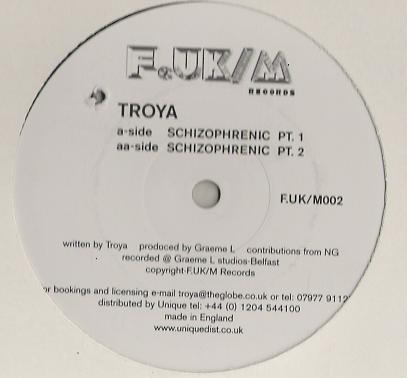 F.UK/M
RECORDS
TROYA
a-side SCHIZOPHRENIC PT. 1
aa-side SCHIZOPHRENIC PT. 2
F.UK/M002
written by Troya produced by Graeme L contributions from NG
recorded @ Graeme L studios-Belfast
copyright-F.UK/M Records
or bookings and licensing e-mail troya@theglobe.co.uk or tel: 07977 9112
distributed by Unique tel: +44 (0) 1204 544100
made in England
www.uniquedist.co.uk